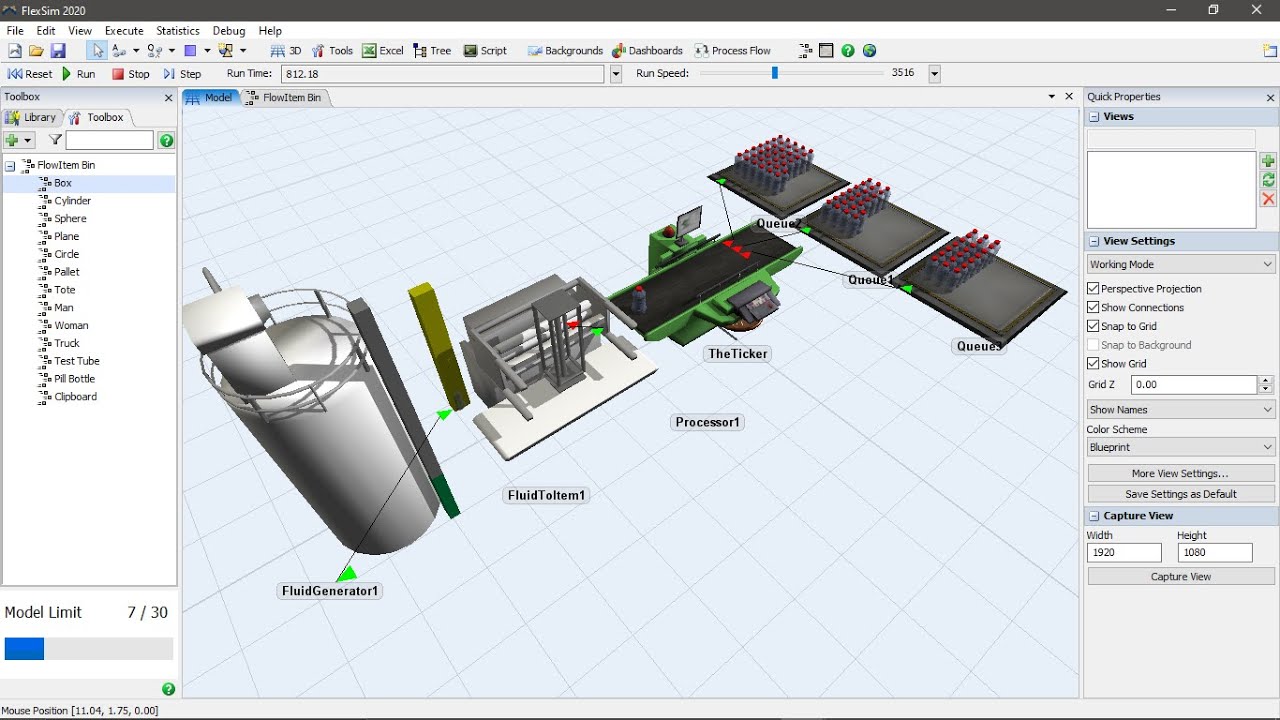 FlexSim 2020
File Edit View Execute Statistics Debug Help
3D Tools Excel Tree Script Backgrounds Dashboards Process Flow
Reset Run Stop Step Run Time: 812.18 Run Speed: 3516
Toolbox
Library Toolbox
FlowItem Bin
Box
Cylinder
Sphere
Plane
Circle
Pallet
Tote
Man
Woman
Truck
Test Tube
Pill Bottle
Clipboard
Model Limit 7 / 30
Model FlowItem Bin
Queue2
Queue1
Queue3
TheTicker
Processor1
FluidToItem1
FluidGenerator1
Quick Properties
Views
View Settings
Working Mode
Perspective Projection
Show Connections
Snap to Grid
Snap to Background
Show Grid
Grid Z 0.00
Show Names
Color Scheme
Blueprint
More View Settings...
Save Settings as Default
Capture View
Width Height
1920 1080
Capture View
Mouse Position [11.04, 1.75, 0.00]